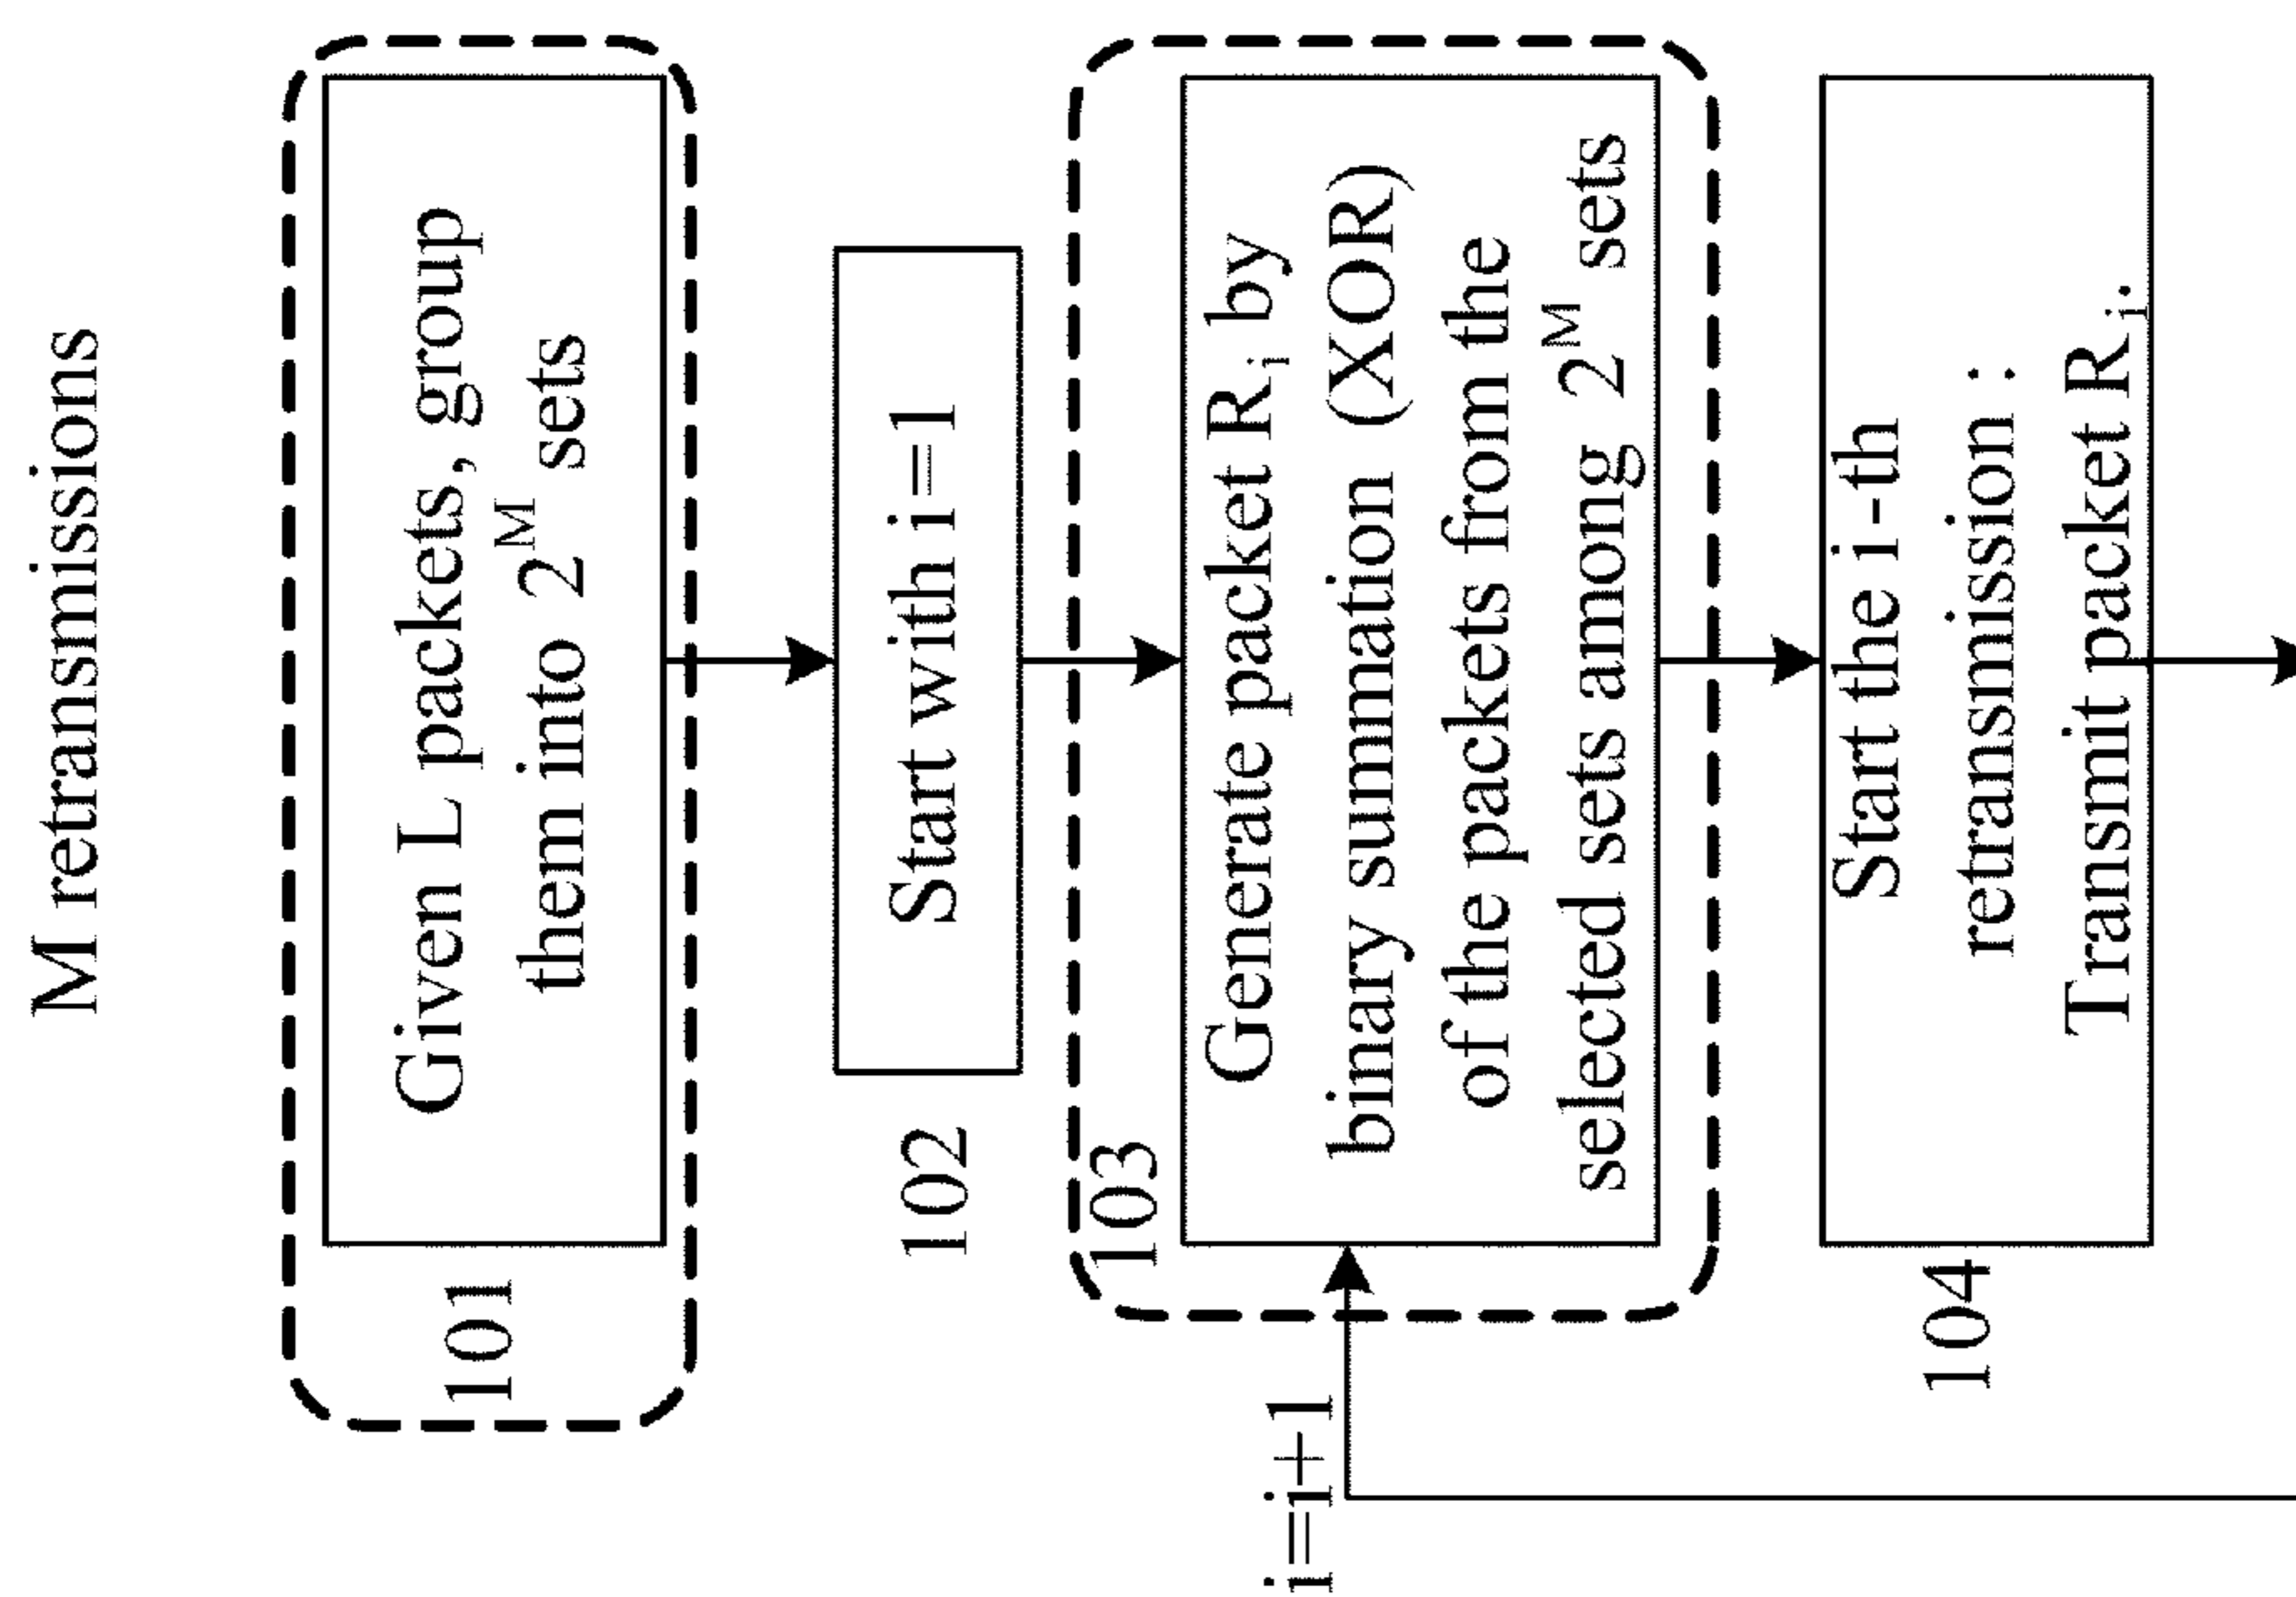 M retransmissions
Given L packets, group
them into 2^M sets
101
Start with i=1
102
103
Generate packet R_i by
binary summation (XOR)
of the packets from the
selected sets among 2^M sets
i=i+1
Start the i-th
retransmission :
Transmit packet R_i.
104